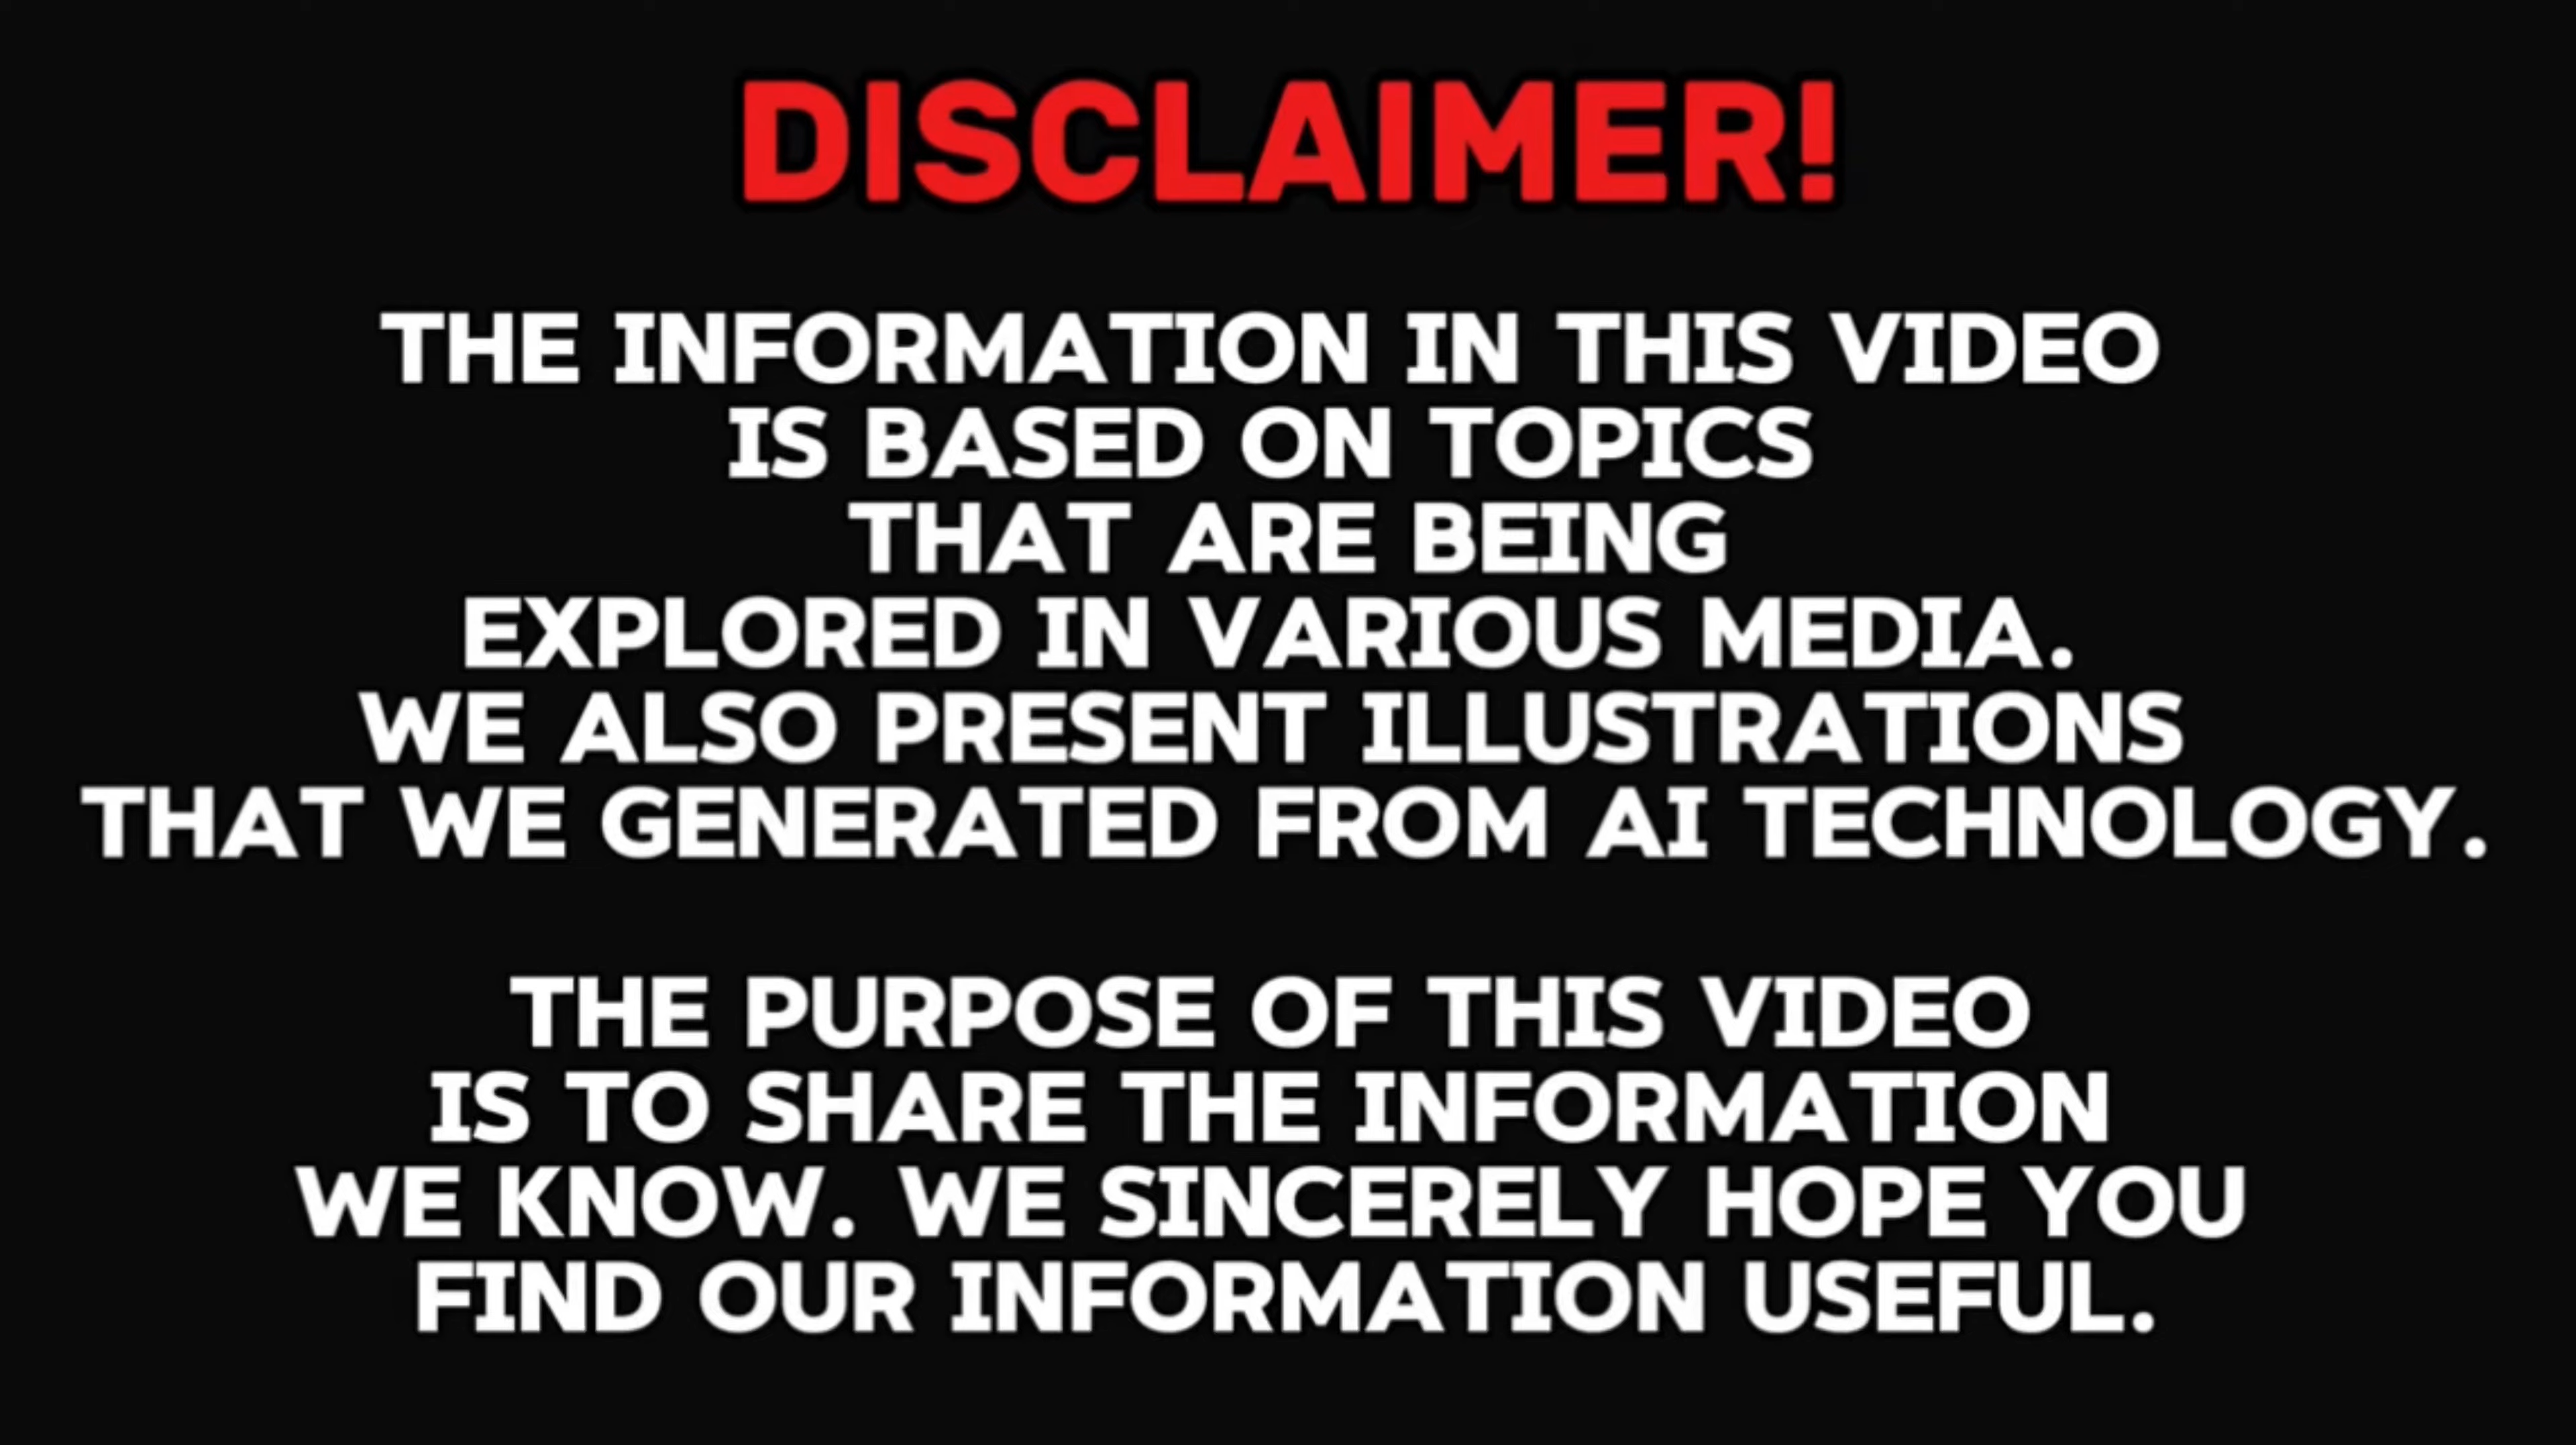 DISCLAIMER!
THE INFORMATION IN THIS VIDEO
IS BASED ON TOPICS
THAT ARE BEING
EXPLORED IN VARIOUS MEDIA.
WE ALSO PRESENT ILLUSTRATIONS
THAT WE GENERATED FROM AI TECHNOLOGY.
THE PURPOSE OF THIS VIDEO
IS TO SHARE THE INFORMATION
WE KNOW. WE SINCERELY HOPE YOU
FIND OUR INFORMATION USEFUL.